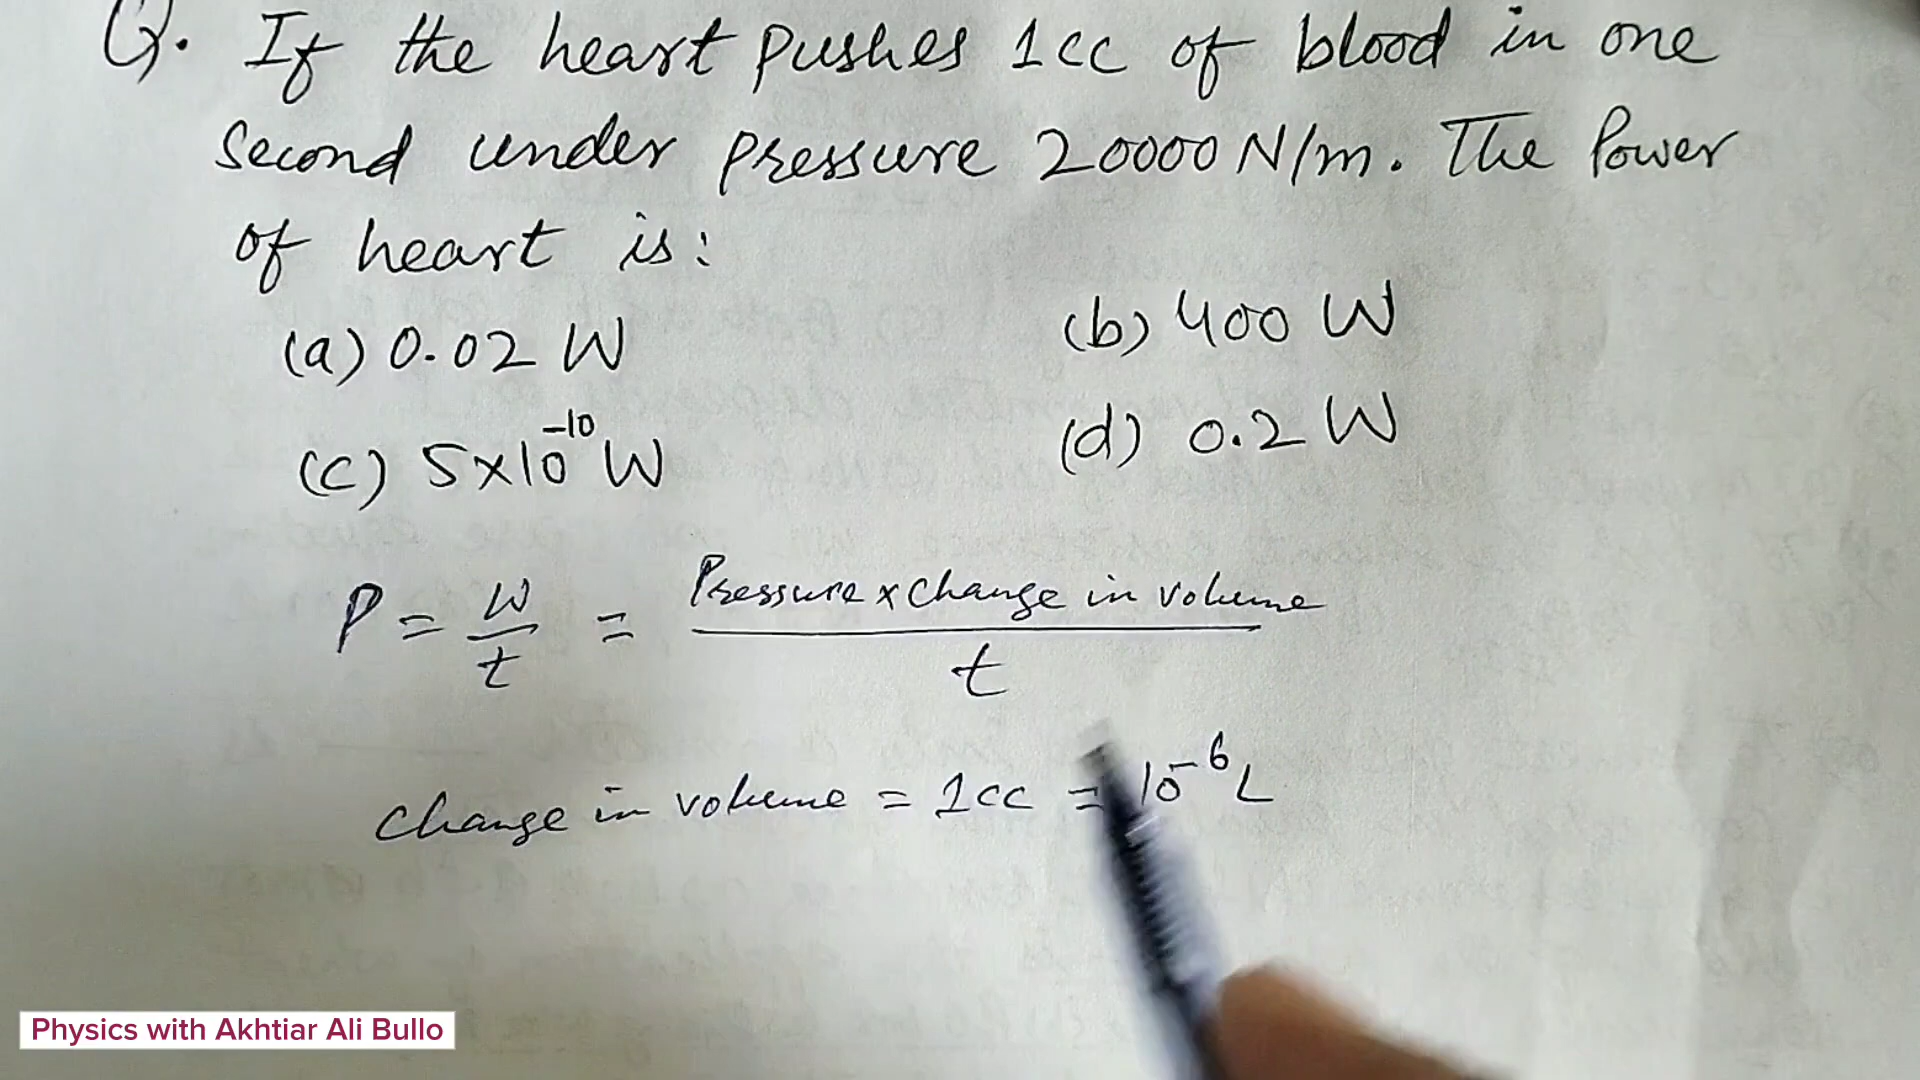 Q. If the heart pushes 1cc of blood in one
second under pressure 20000 N/m. The Power
of heart is:
(a) 0.02 W (b) 400 W
(c) 5x10⁻¹⁰ W (d) 0.2 W
P = W/t = Pressure x change in volume / t
change in volume = 1cc = 10⁻⁶ L
Physics with Akhtiar Ali Bullo